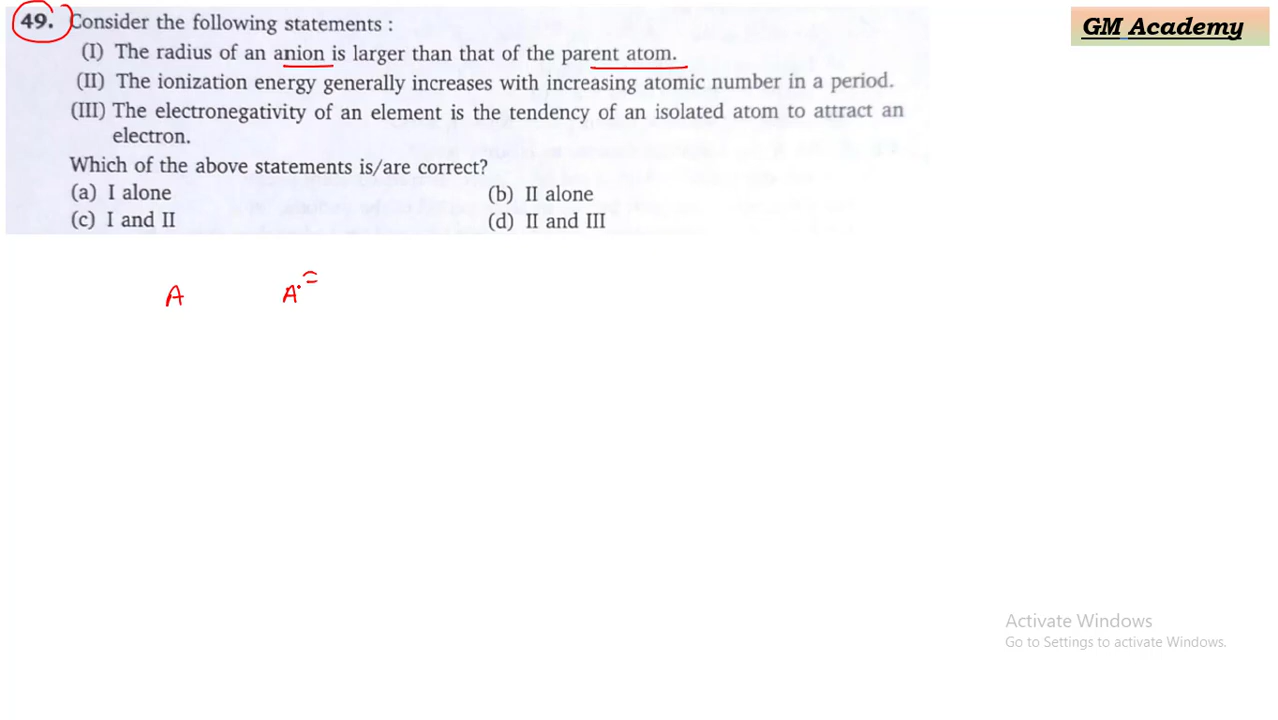 GM Academy
49. Consider the following statements :
(I) The radius of an anion is larger than that of the parent atom.
(II) The ionization energy generally increases with increasing atomic number in a period.
(III) The electronegativity of an element is the tendency of an isolated atom to attract an
electron.
Which of the above statements is/are correct?
(a) I alone
(b) II alone
(c) I and II
(d) II and III
A A⁻
Activate Windows
Go to Settings to activate Windows.